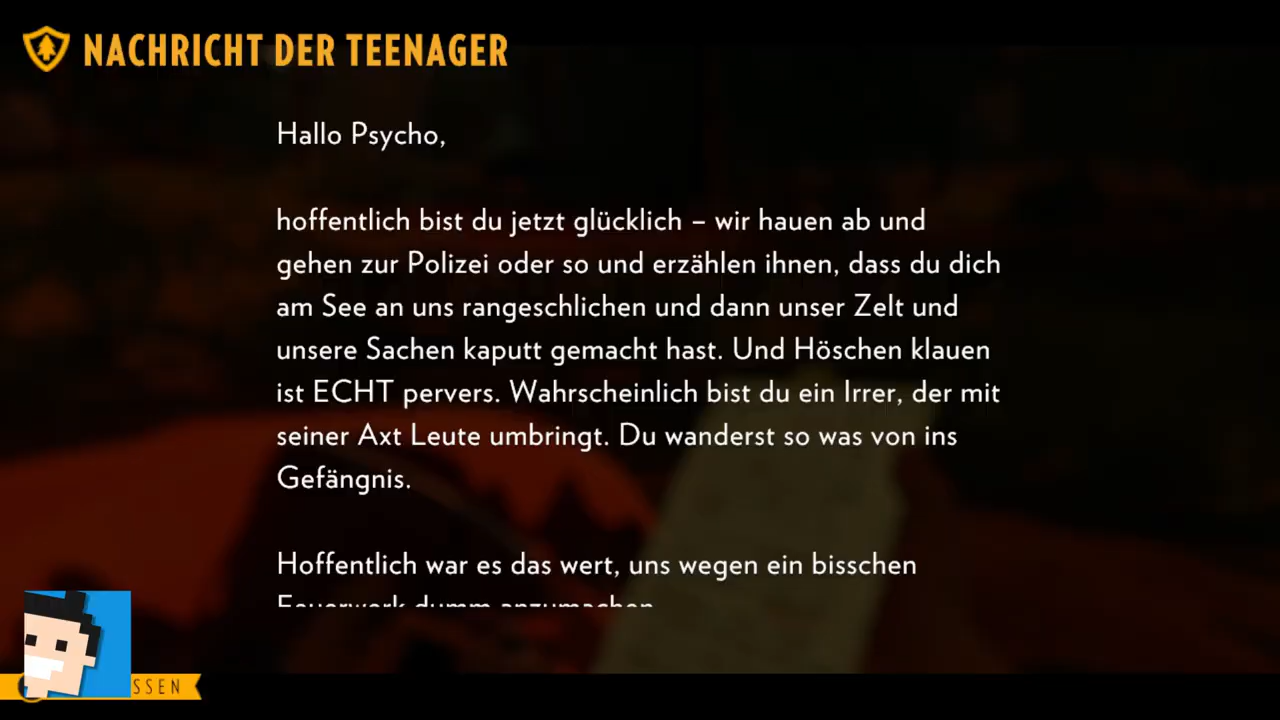 NACHRICHT DER TEENAGER
Hallo Psycho,
hoffentlich bist du jetzt glücklich – wir hauen ab und
gehen zur Polizei oder so und erzählen ihnen, dass du dich
am See an uns rangeschlichen und dann unser Zelt und
unsere Sachen kaputt gemacht hast. Und Höschen klauen
ist ECHT pervers. Wahrscheinlich bist du ein Irrer, der mit
seiner Axt Leute umbringt. Du wanderst so was von ins
Gefängnis.
Hoffentlich war es das wert, uns wegen ein bisschen
Feuerwerk dumm anzumachen.
SSEN